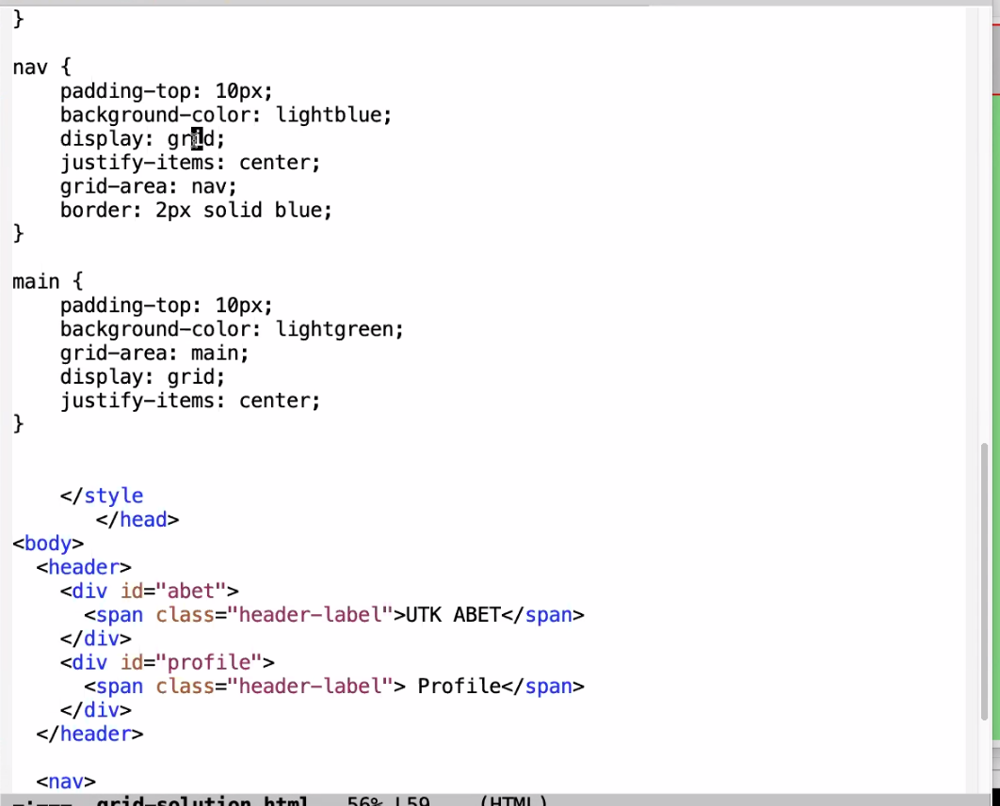 }
nav {
    padding-top: 10px;
    background-color: lightblue;
    display: grid;
    justify-items: center;
    grid-area: nav;
    border: 2px solid blue;
}
main {
    padding-top: 10px;
    background-color: lightgreen;
    grid-area: main;
    display: grid;
    justify-items: center;
}
    </style
       </head>
<body>
  <header>
    <div id="abet">
      <span class="header-label">UTK ABET</span>
    </div>
    <div id="profile">
      <span class="header-label"> Profile</span>
    </div>
  </header>
  <nav>
-:--- grid-solution.html 56% L59 (HTML)